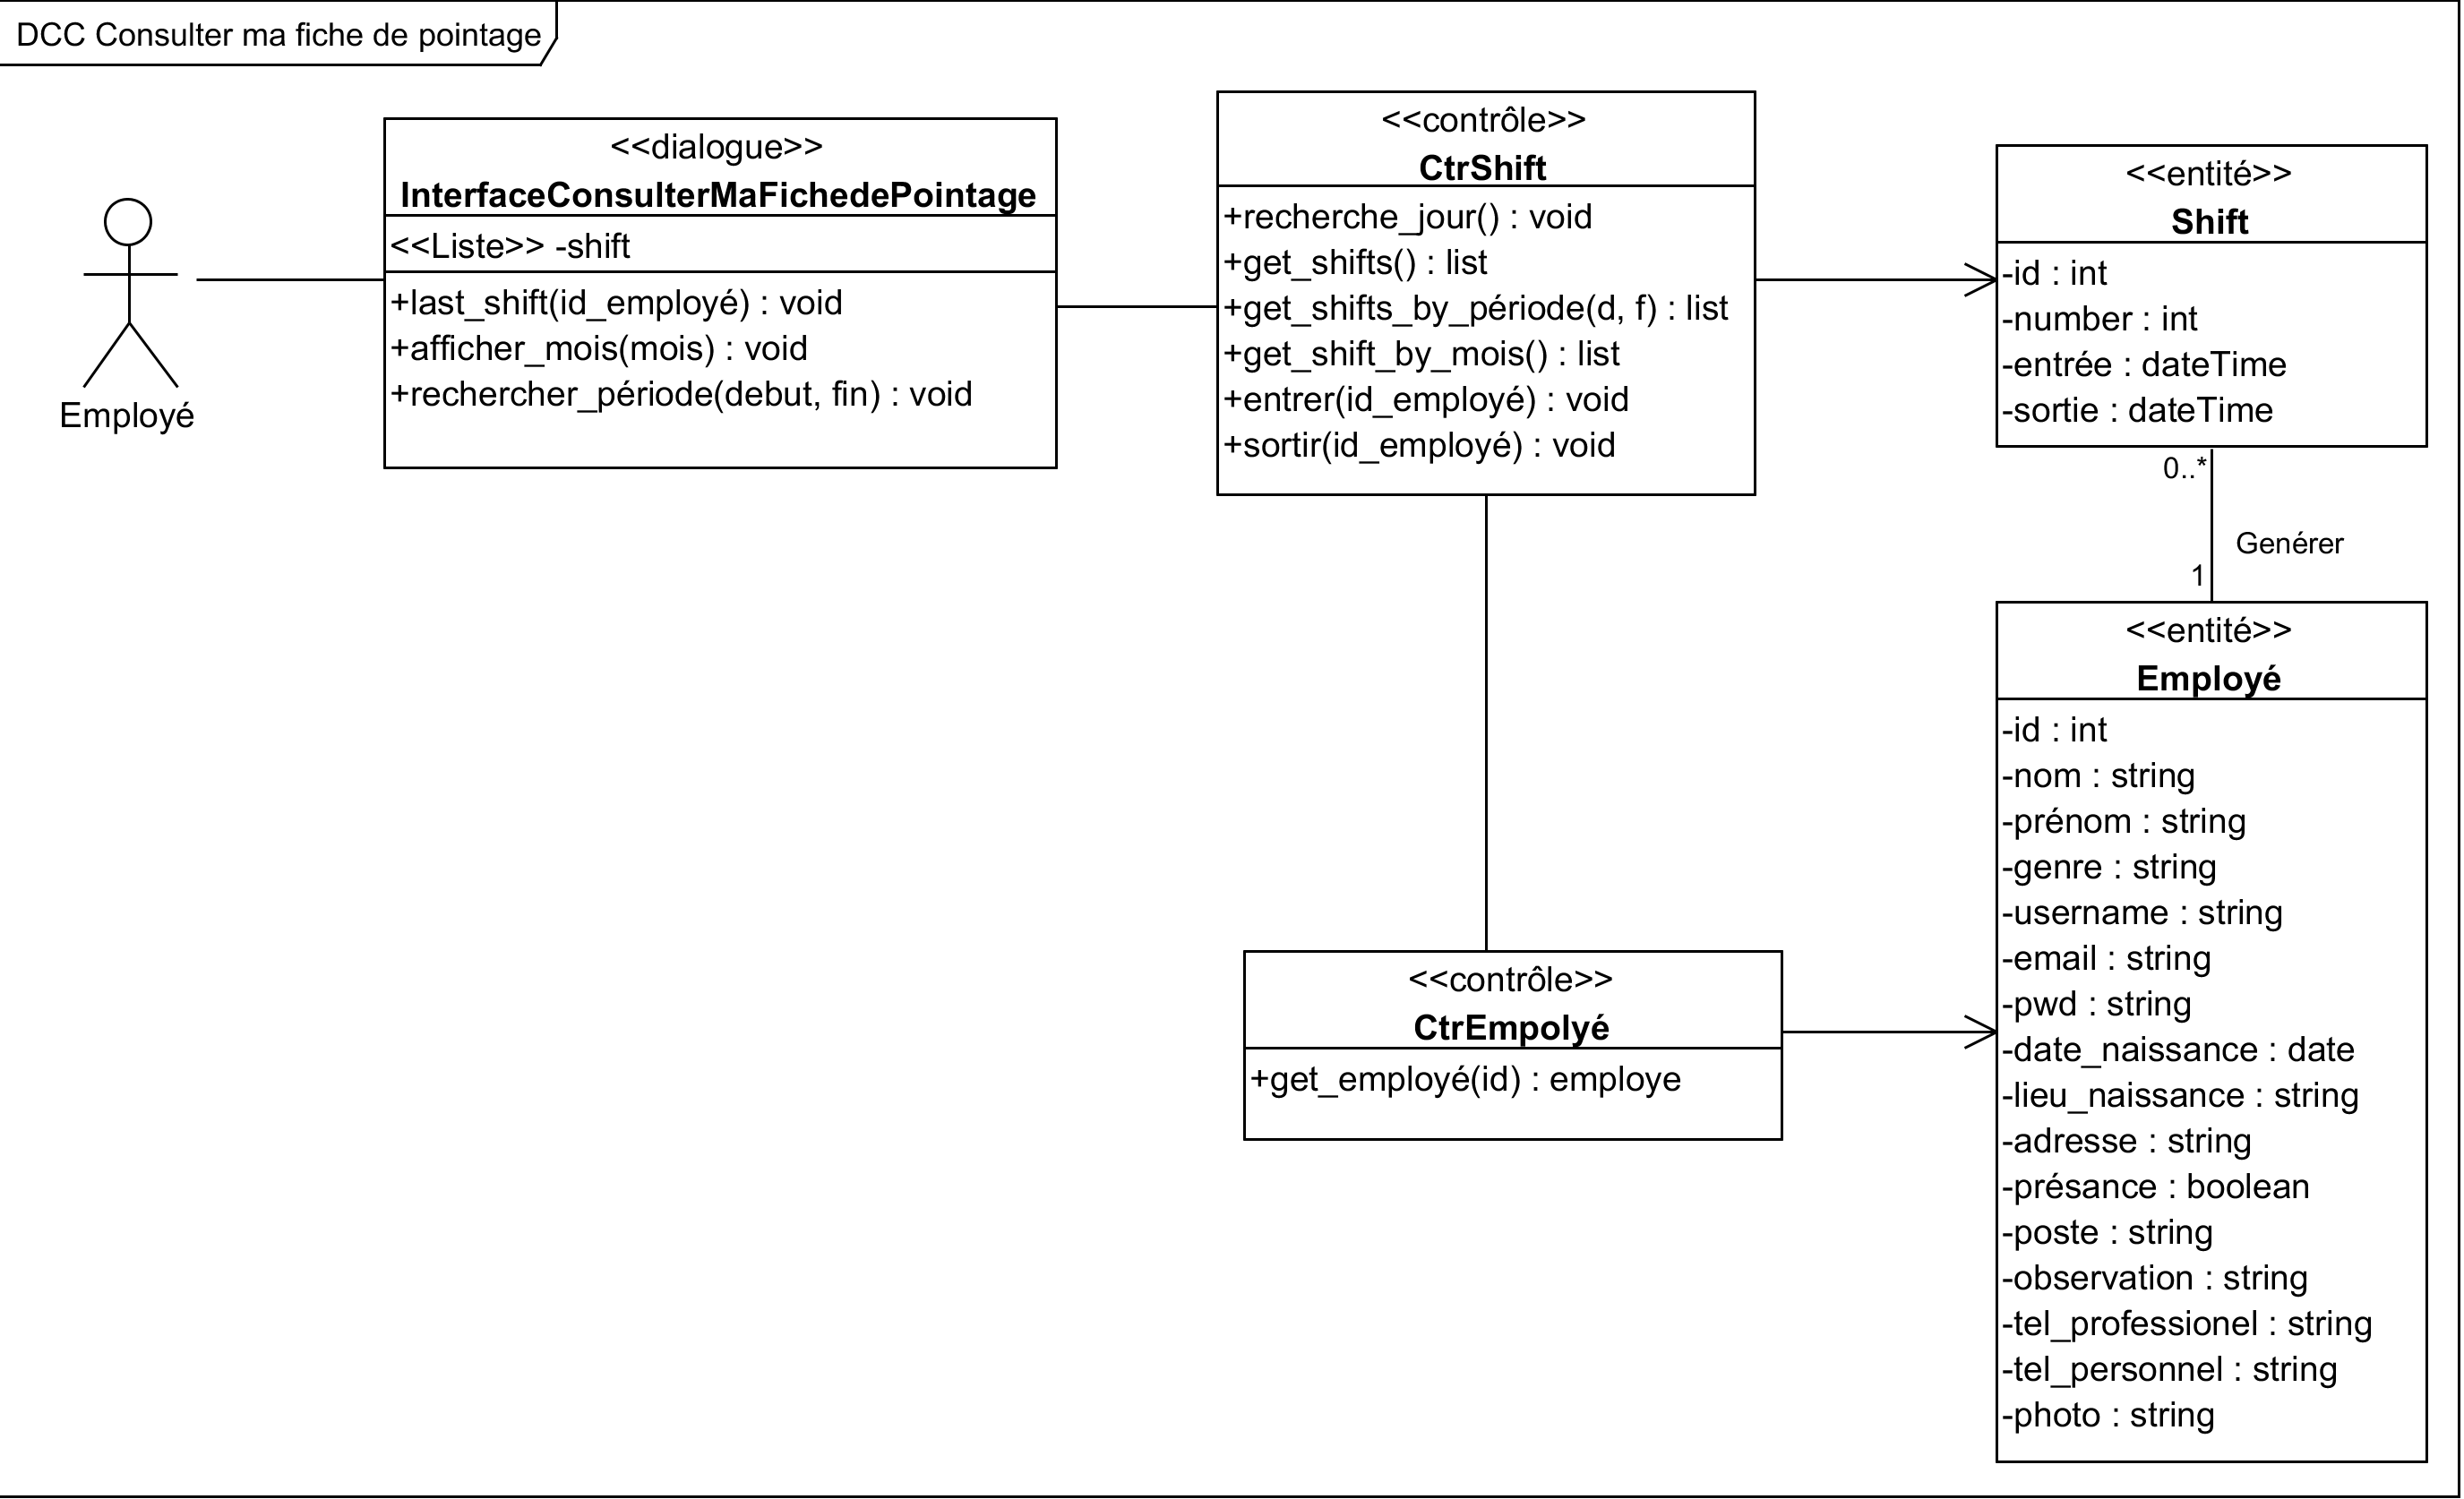 DCC Consulter ma fiche de pointage
Employé
<<dialogue>>
InterfaceConsulterMaFichedePointage
<<Liste>> -shift
+last_shift(id_employé) : void
+afficher_mois(mois) : void
+rechercher_période(debut, fin) : void
<<contrôle>>
CtrShift
+recherche_jour() : void
+get_shifts() : list
+get_shifts_by_période(d, f) : list
+get_shift_by_mois() : list
+entrer(id_employé) : void
+sortir(id_employé) : void
<<entité>>
Shift
-id : int
-number : int
-entrée : dateTime
-sortie : dateTime
0..*
Genérer
1
<<contrôle>>
CtrEmpolyé
+get_employé(id) : employe
<<entité>>
Employé
-id : int
-nom : string
-prénom : string
-genre : string
-username : string
-email : string
-pwd : string
-date_naissance : date
-lieu_naissance : string
-adresse : string
-présance : boolean
-poste : string
-observation : string
-tel_professionel : string
-tel_personnel : string
-photo : string